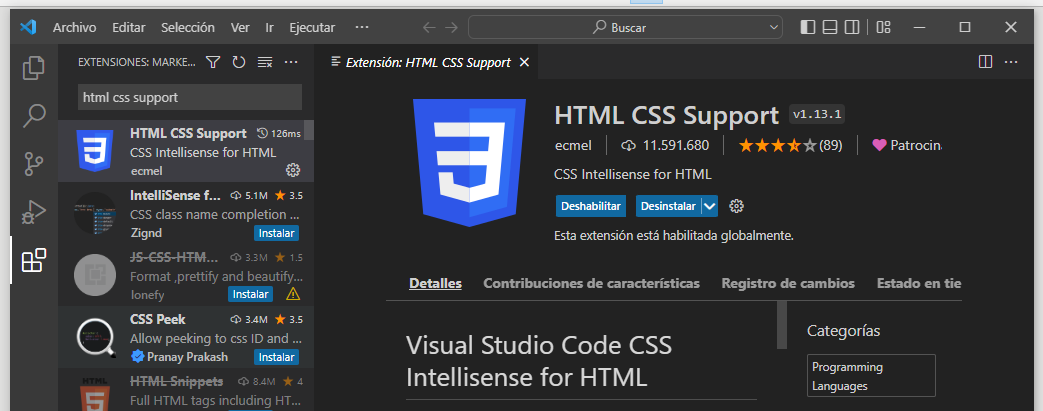 Archivo Editar Selección Ver Ir Ejecutar ... Buscar
EXTENSIONES: MARKE... ...
html css support
HTML CSS Support 126ms
CSS Intellisense for HTML
ecmel
IntelliSense f... 5.1M 3.5
CSS class name completion ...
Zignd Instalar
JS-CSS-HTM... 3.3M 1.5
Format ,prettify and beautify...
lonefy Instalar
CSS Peek 3.4M 3.5
Allow peeking to css ID and ...
Pranay Prakash Instalar
HTML Snippets 8.4M 4
Full HTML tags including HT...
Extensión: HTML CSS Support ...
HTML CSS Support v1.13.1
ecmel 11.591.680 (89) Patrocina
CSS Intellisense for HTML
Deshabilitar Desinstalar
Esta extensión está habilitada globalmente.
Detalles Contribuciones de características Registro de cambios Estado en tie
Visual Studio Code CSS
Intellisense for HTML
Categorías
Programming
Languages